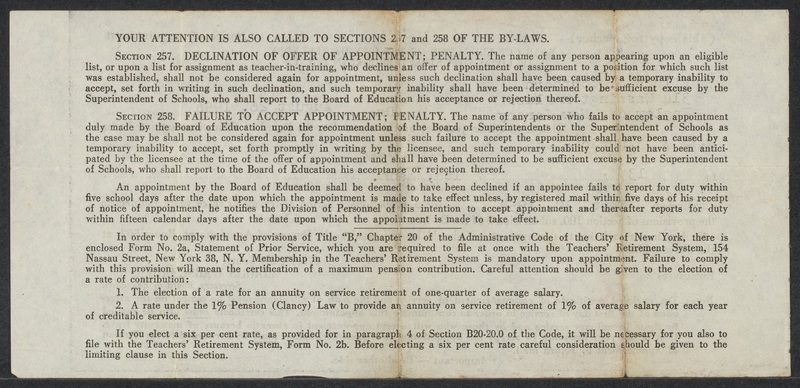 YOUR ATTENTION IS ALSO CALLED TO SECTIONS 2 7 and 258 OF THE BY-LAWS.
SECTION 257. DECLINATION OF OFFER OF APPOINTMENT; PENALTY. The name of any person appearing upon an eligible
list, or upon a list for assignment as teacher-in-training, who declines an offer of appointment or assignment to a position for which such list
was established, shall not be considered again for appointment, unless such declination shall have been caused by a temporary inability to
accept, set forth in writing in such declination, and such temporary inability shall have been determined to be sufficient excuse by the
Superintendent of Schools, who shall report to the Board of Education his acceptance or rejection thereof.
SECTION 258. FAILURE TO ACCEPT APPOINTMENT; PENALTY. The name of any person who fails to accept an appointment
duly made by the Board of Education upon the recommendation of the Board of Superintendents or the Superintendent of Schools as
the case may be shall not be considered again for appointment unless such failure to accept the appointment shall have been caused by a
temporary inability to accept, set forth promptly in writing by the licensee, and such temporary inability could not have been antici-
pated by the licensee at the time of the offer of appointment and shall have been determined to be sufficient excuse by the Superintendent
of Schools, who shall report to the Board of Education his acceptance or rejection thereof.
An appointment by the Board of Education shall be deemed to have been declined if an appointee fails to report for duty within
five school days after the date upon which the appointment is made to take effect unless, by registered mail within five days of his receipt
of notice of appointment, he notifies the Division of Personnel of his intention to accept appointment and thereafter reports for duty
within fifteen calendar days after the date upon which the appointment is made to take effect.
In order to comply with the provisions of Title “B,” Chapter 20 of the Administrative Code of the City of New York, there is
enclosed Form No. 2a, Statement of Prior Service, which you are required to file at once with the Teachers’ Retirement System, 154
Nassau Street, New York 38, N. Y. Membership in the Teachers’ Retirement System is mandatory upon appointment. Failure to comply
with this provision will mean the certification of a maximum pension contribution. Careful attention should be given to the election of
a rate of contribution:
1. The election of a rate for an annuity on service retirement of one-quarter of average salary.
2. A rate under the 1% Pension (Clancy) Law to provide an annuity on service retirement of 1% of average salary for each year
of creditable service.
If you elect a six per cent rate, as provided for in paragraph 4 of Section B20-20.0 of the Code, it will be necessary for you also to
file with the Teachers’ Retirement System, Form No. 2b. Before electing a six per cent rate careful consideration should be given to the
limiting clause in this Section.